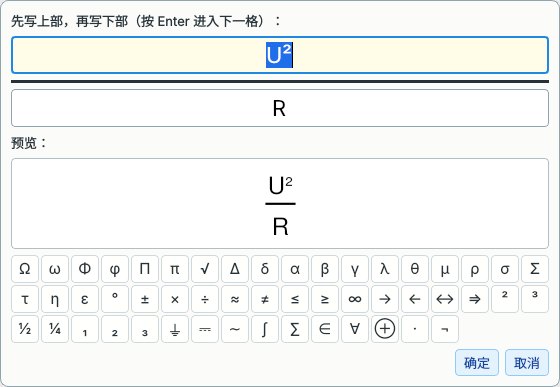 先写上部，再写下部（按 Enter 进入下一格）：
U²
R
预览：
U²
R
Ω ω Φ φ Π π √ Δ δ α β γ λ θ μ ρ σ Σ
τ η ε ° ± × ÷ ≈ ≠ ≤ ≥ ∞ → ← ↔ ⇒ ² ³
½ ¼ ₁ ₂ ₃ ⏚ ⎓ ∼ ∫ ∑ ∈ ∀ ⊕ · ¬
确定 取消